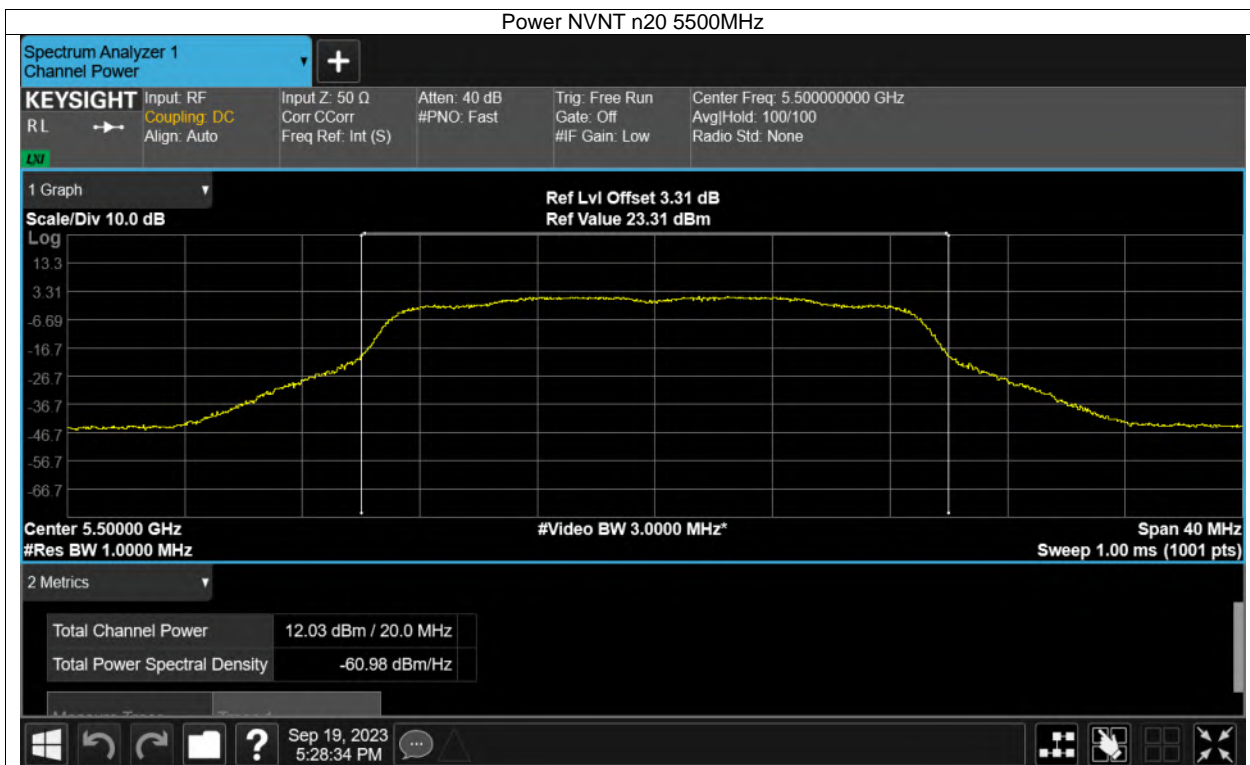 Power NVNT n20 5500MHz
Spectrum Analyzer 1
Channel Power
+
KEYSIGHT
RL
LXI
Input: RF
Coupling: DC
Align: Auto
Input Z: 50 Ω
Corr CCorr
Freq Ref: Int (S)
Atten: 40 dB
#PNO: Fast
Trig: Free Run
Gate: Off
#IF Gain: Low
Center Freq: 5.500000000 GHz
Avg|Hold: 100/100
Radio Std: None
1 Graph
Scale/Div 10.0 dB
Ref Lvl Offset 3.31 dB
Ref Value 23.31 dBm
Log
13.3
3.31
-6.69
-16.7
-26.7
-36.7
-46.7
-56.7
-66.7
Center 5.50000 GHz
#Video BW 3.0000 MHz*
Span 40 MHz
#Res BW 1.0000 MHz
Sweep 1.00 ms (1001 pts)
2 Metrics
Total Channel Power 12.03 dBm / 20.0 MHz
Total Power Spectral Density -60.98 dBm/Hz
?
Sep 19, 2023
5:28:34 PM